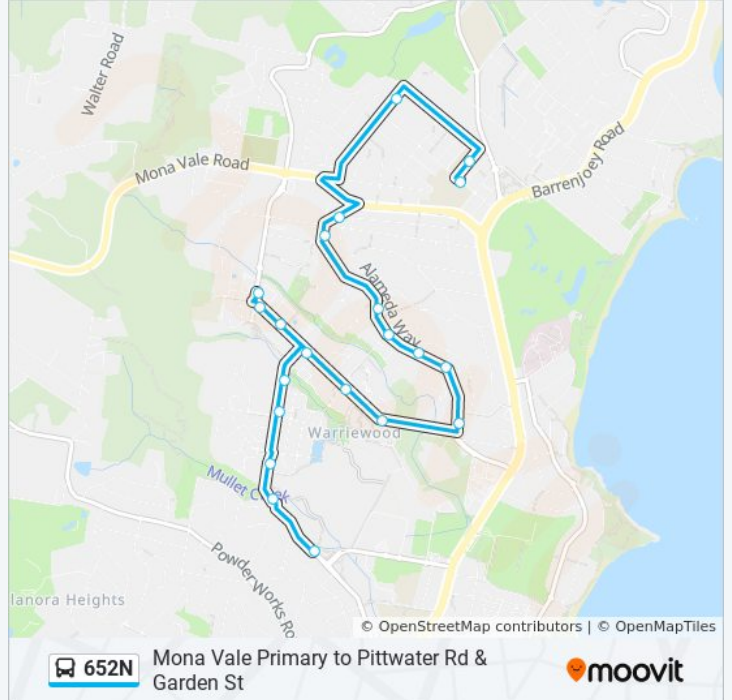 Walter Road
Mona Vale Road
Barrenjoey Road
Alameda Way
Warriewood
Mullet Creek
Powder Works Ro
lanora Heights
© OpenStreetMap contributors | © OpenMapTiles
652N
Mona Vale Primary to Pittwater Rd &
Garden St
moovit